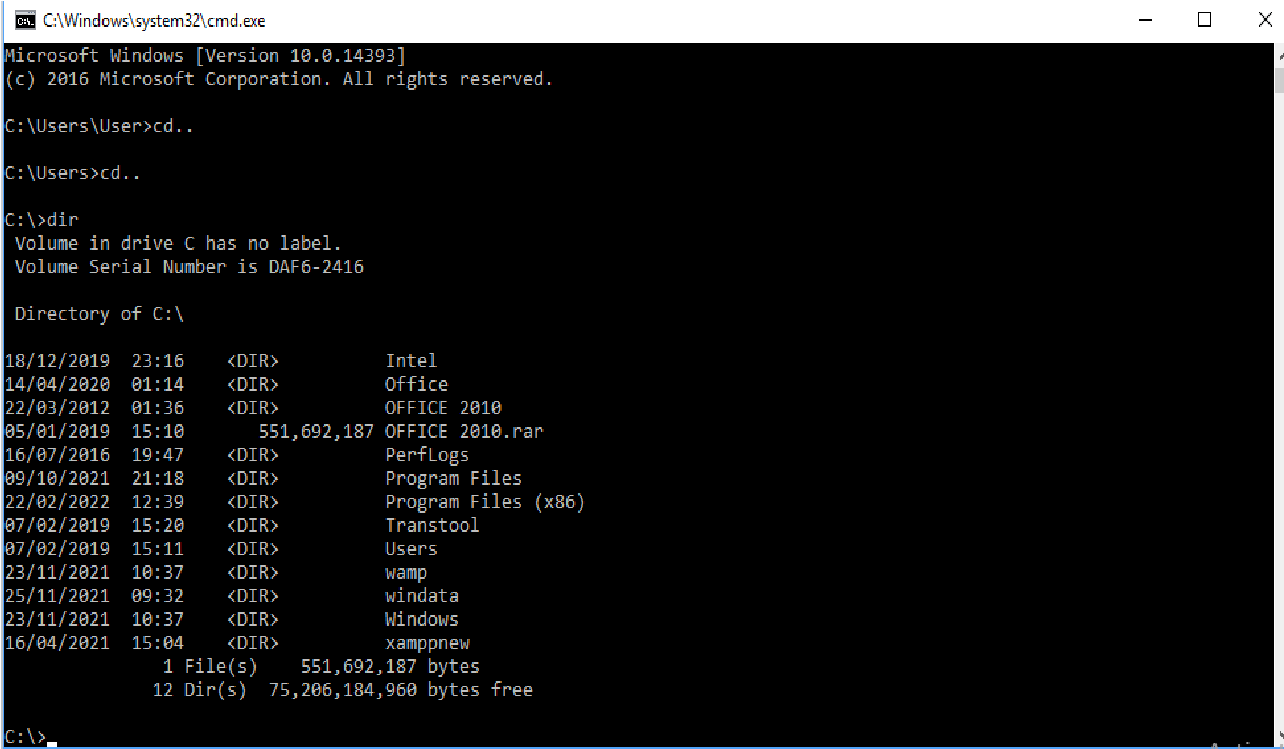 C:\Windows\system32\cmd.exe
Microsoft Windows [Version 10.0.14393]
(c) 2016 Microsoft Corporation. All rights reserved.

C:\Users\User>cd..

C:\Users>cd..

C:\>dir
 Volume in drive C has no label.
 Volume Serial Number is DAF6-2416

 Directory of C:\

18/12/2019  23:16    <DIR>          Intel
14/04/2020  01:14    <DIR>          Office
22/03/2012  01:36    <DIR>          OFFICE 2010
05/01/2019  15:10       551,692,187 OFFICE 2010.rar
16/07/2016  19:47    <DIR>          PerfLogs
09/10/2021  21:18    <DIR>          Program Files
22/02/2022  12:39    <DIR>          Program Files (x86)
07/02/2019  15:20    <DIR>          Transtool
07/02/2019  15:11    <DIR>          Users
23/11/2021  10:37    <DIR>          wamp
25/11/2021  09:32    <DIR>          windata
23/11/2021  10:37    <DIR>          Windows
16/04/2021  15:04    <DIR>          xamppnew
               1 File(s)    551,692,187 bytes
              12 Dir(s)  75,206,184,960 bytes free

C:\>